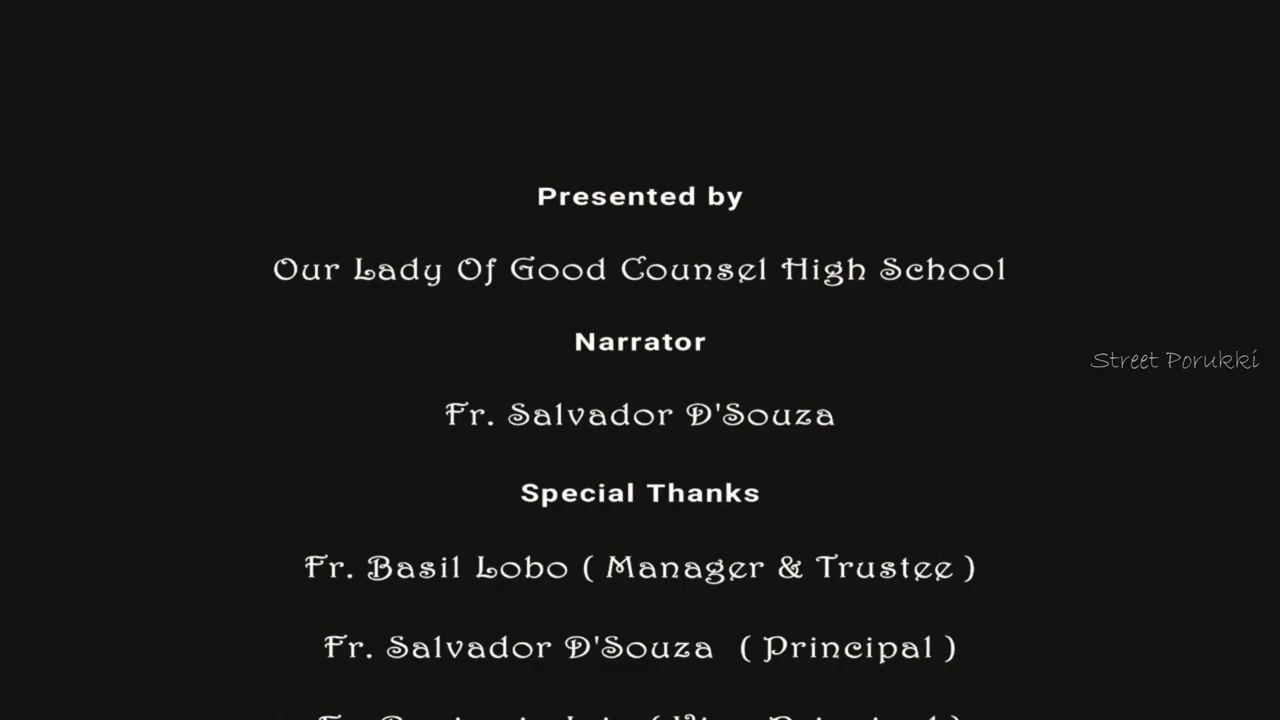 Presented by
Our Lady Of Good Counsel High School
Narrator
Street Porukki
Fr. Salvador D'Souza
Special Thanks
Fr. Basil Lobo ( Manager & Trustee )
Fr. Salvador D'Souza ( Principal )